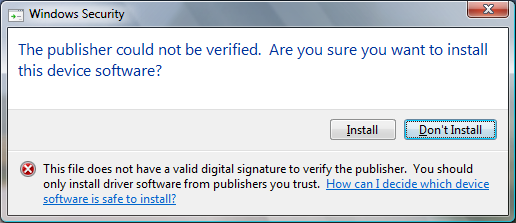 Windows Security
The publisher could not be verified.  Are you sure you want to install
this device software?
Install
Don't Install
This file does not have a valid digital signature to verify the publisher.  You should
only install driver software from publishers you trust.  How can I decide which device
software is safe to install?